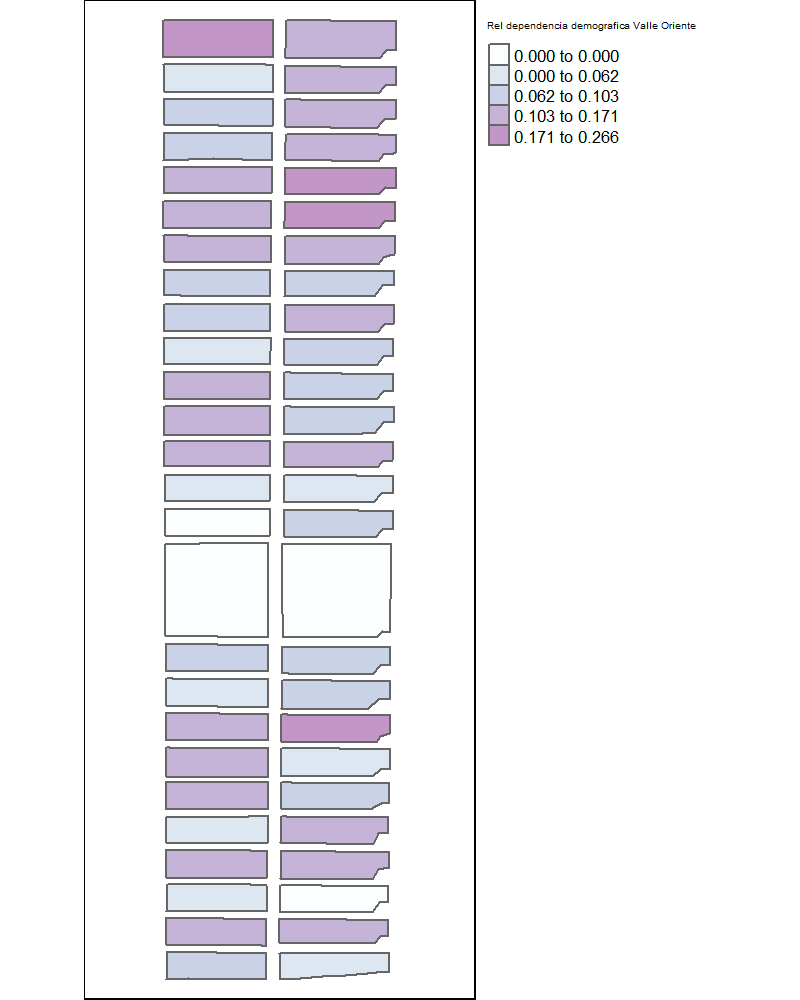 Rel dependencia demografica Valle Oriente
0.000 to 0.000
0.000 to 0.062
0.062 to 0.103
0.103 to 0.171
0.171 to 0.266